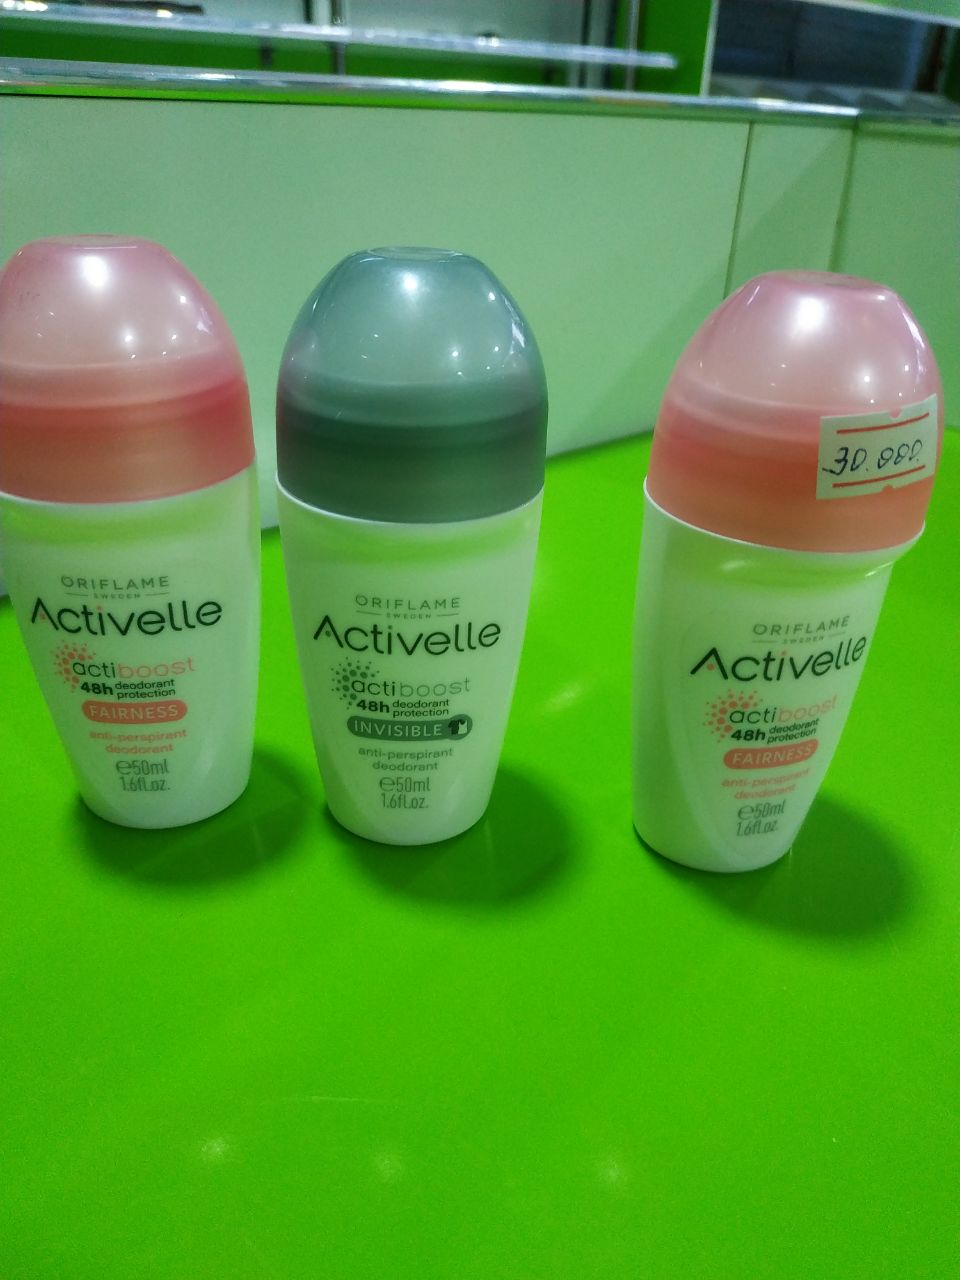 ORIFLAME
SWEDEN
Activelle
actiboost
48h deodorant protection
FAIRNESS
anti-perspirant
deodorant
℮50ml
1.6fl.oz.
ORIFLAME
SWEDEN
Activelle
actiboost
48h deodorant protection
INVISIBLE
anti-perspirant
deodorant
℮50ml
1.6fl.oz.
30.000.
ORIFLAME
SWEDEN
Activelle
actiboost
48h deodorant protection
FAIRNESS
anti-perspirant
deodorant
℮50ml
1.6fl.oz.